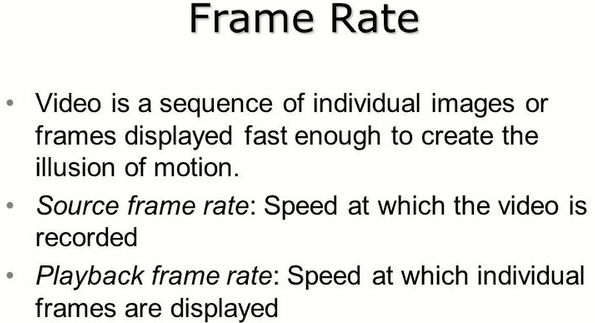 Frame Rate
• Video is a sequence of individual images or
frames displayed fast enough to create the
illusion of motion.
• Source frame rate: Speed at which the video is
recorded
• Playback frame rate: Speed at which individual
frames are displayed